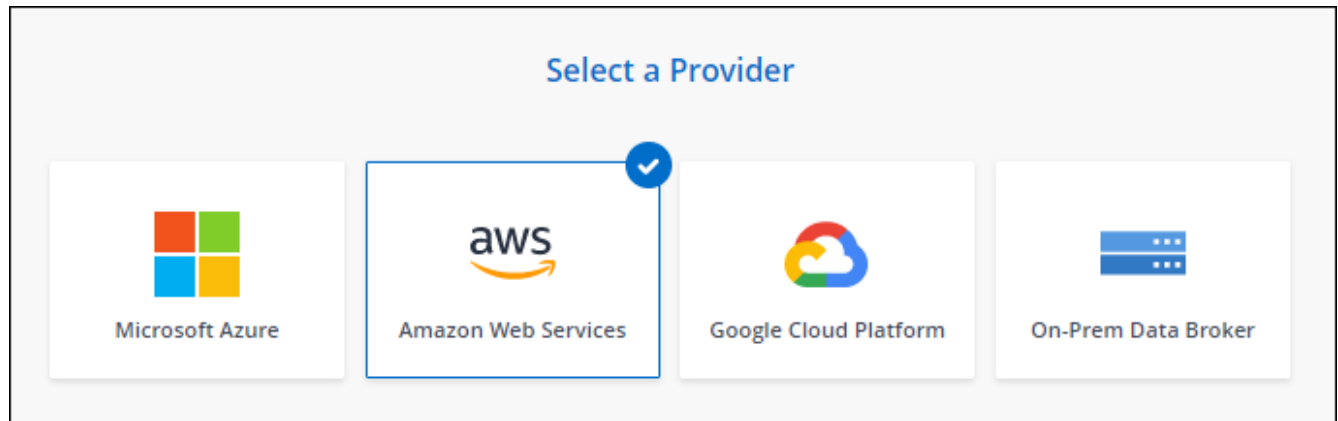 Select a Provider
aws
Microsoft Azure
Amazon Web Services
Google Cloud Platform
On-Prem Data Broker